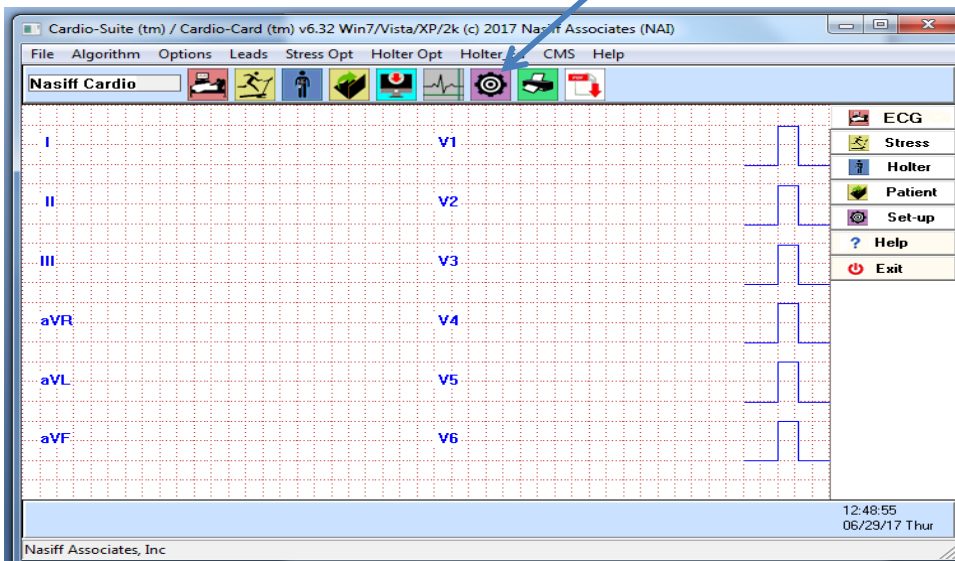 Cardio-Suite (tm) / Cardio-Card (tm) v6.32 Win7/Vista/XP/2k (c) 2017 Associates (NAI)
File Algorithm Options Leads Stress Opt Holter Opt CMS Help
Nasiff Cardio
PDF
ECG
Stress
Holter
Patient
Set-up
? Help
Exit
I V1
II V2
III V3
aVR V4
aVL V5
aVF V6
12:48:55
06/29/17 Thur
Nasiff Associates, Inc